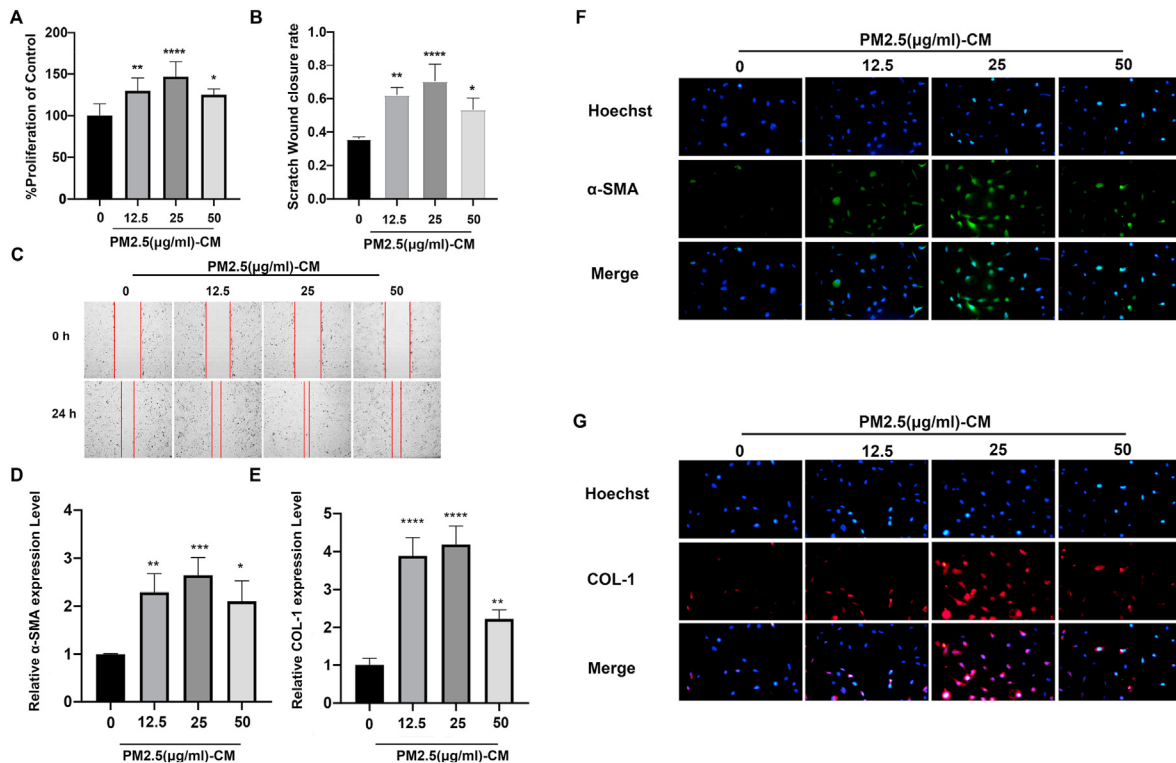 A
%Proliferation of Control
200
150
100
50
0
** **** *
0 12.5 25 50
PM2.5(μg/ml)-CM
B
Scratch Wound closure rate
1.0
0.8
0.6
0.4
0.2
0.0
** **** *
0 12.5 25 50
PM2.5(μg/ml)-CM
C
PM2.5(μg/ml)-CM
0 12.5 25 50
0 h
24 h
D
Relative α-SMA expression Level
4
3
2
1
0
** *** *
0 12.5 25 50
PM2.5(μg/ml)-CM
E
Relative COL-1 expression Level
5
4
3
2
1
0
**** **** **
0 12.5 25 50
PM2.5(μg/ml)-CM
F
PM2.5(μg/ml)-CM
0 12.5 25 50
Hoechst
α-SMA
Merge
G
PM2.5(μg/ml)-CM
0 12.5 25 50
Hoechst
COL-1
Merge